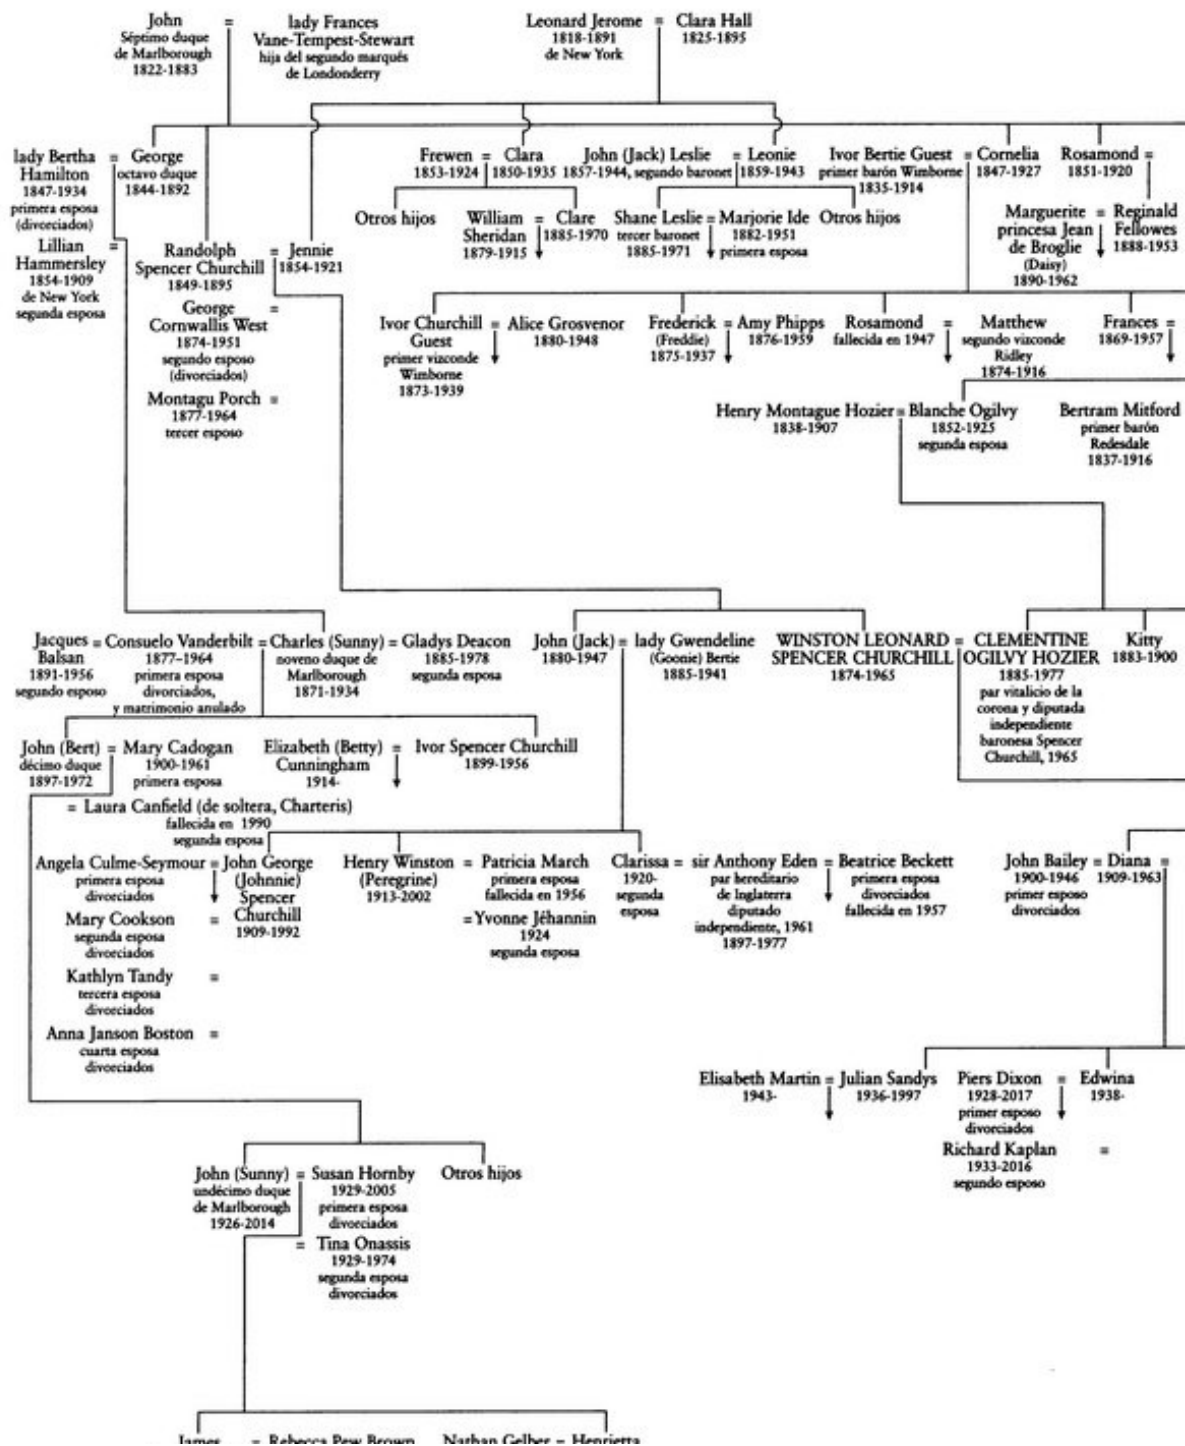 John = lady Frances
Séptimo duque Vane-Tempest-Stewart
de Marlborough hija del segundo marqués
1822-1883 de Londonderry
Leonard Jerome = Clara Hall
1818-1891 1825-1895
de New York
lady Bertha = George
Hamilton octavo duque
1847-1934 1844-1892
primera esposa
(divorciados)
Lillian =
Hammersley
1854-1909
de New York
segunda esposa
Randolph = Jennie
Spencer Churchill 1854-1921
1849-1895
George =
Cornwallis West
1874-1951
segundo esposo
(divorciados)
Montagu Porch =
1877-1964
tercer esposo
Frewen = Clara
1853-1924 1850-1935
John (Jack) Leslie = Leonie
1857-1944, segundo baronet 1859-1943
Ivor Bertie Guest = Cornelia
primer barón Wimborne 1847-1927
1835-1914
Rosamond =
1851-1920
Otros hijos
William = Clare
Sheridan 1885-1970
1879-1915
Shane Leslie = Marjorie Ide
tercer baronet 1882-1951
1885-1971 primera esposa
Otros hijos
Marguerite = Reginald
princesa Jean Fellowes
de Broglie 1888-1953
(Daisy)
1890-1962
Ivor Churchill = Alice Grosvenor
Guest 1880-1948
primer vizconde
Wimborne
1873-1939
Frederick = Amy Phipps
(Freddie) 1876-1959
1875-1937
Rosamond = Matthew
fallecida en 1947 segundo vizconde
Ridley
1874-1916
Frances =
1869-1957
Henry Montague Hozier = Blanche Ogilvy
1838-1907 1852-1925
segunda esposa
Bertram Mitford
primer barón
Redesdale
1837-1916
Jacques = Consuelo Vanderbilt = Charles (Sunny) = Gladys Deacon
Balsan 1877-1964 noveno duque de 1885-1978
1891-1956 primera esposa Marlborough segunda esposa
segundo esposo divorciados, 1871-1934
y matrimonio anulado
John (Jack) = lady Gwendeline
1880-1947 (Goonie) Bertie
1885-1941
WINSTON LEONARD = CLEMENTINE
SPENCER CHURCHILL OGILVY HOZIER
1874-1965 1885-1977
par vitalicio de la
corona y diputada
independiente
baronesa Spencer
Churchill, 1965
Kitty
1883-1900
John (Bert) = Mary Cadogan
décimo duque 1900-1961
1897-1972 primera esposa
= Laura Canfield (de soltera, Charteris)
fallecida en 1990
segunda esposa
Elizabeth (Betty) = Ivor Spencer Churchill
Cunningham 1899-1956
1914-
Angela Culme-Seymour = John George
primera esposa (Johnnie)
divorciados Spencer
Mary Cookson = Churchill
segunda esposa 1909-1992
divorciados
Kathlyn Tandy =
tercera esposa
divorciados
Anna Janson Boston =
cuarta esposa
divorciados
Henry Winston = Patricia March
(Peregrine) primera esposa
1913-2002 fallecida en 1956
= Yvonne Jéhannin
1924
segunda esposa
Clarissa = sir Anthony Eden = Beatrice Beckett
1920- par hereditario primera esposa
segunda de Inglaterra divorciados
esposa diputado fallecida en 1957
independiente, 1961
1897-1977
John Bailey = Diana =
1900-1946 1909-1963
primer esposo
divorciados
Elisabeth Martin = Julian Sandys
1943- 1936-1997
Piers Dixon = Edwina
1928-2017 1938-
primer esposo
divorciados
Richard Kaplan =
1933-2016
segundo esposo
John (Sunny) = Susan Hornby
undécimo duque 1929-2005
de Marlborough primera esposa
1926-2014 divorciados
= Tina Onassis
1929-1974
segunda esposa
divorciados
Otros hijos
James = Rebecca Pew Brown
Nathan Gelber = Henrietta